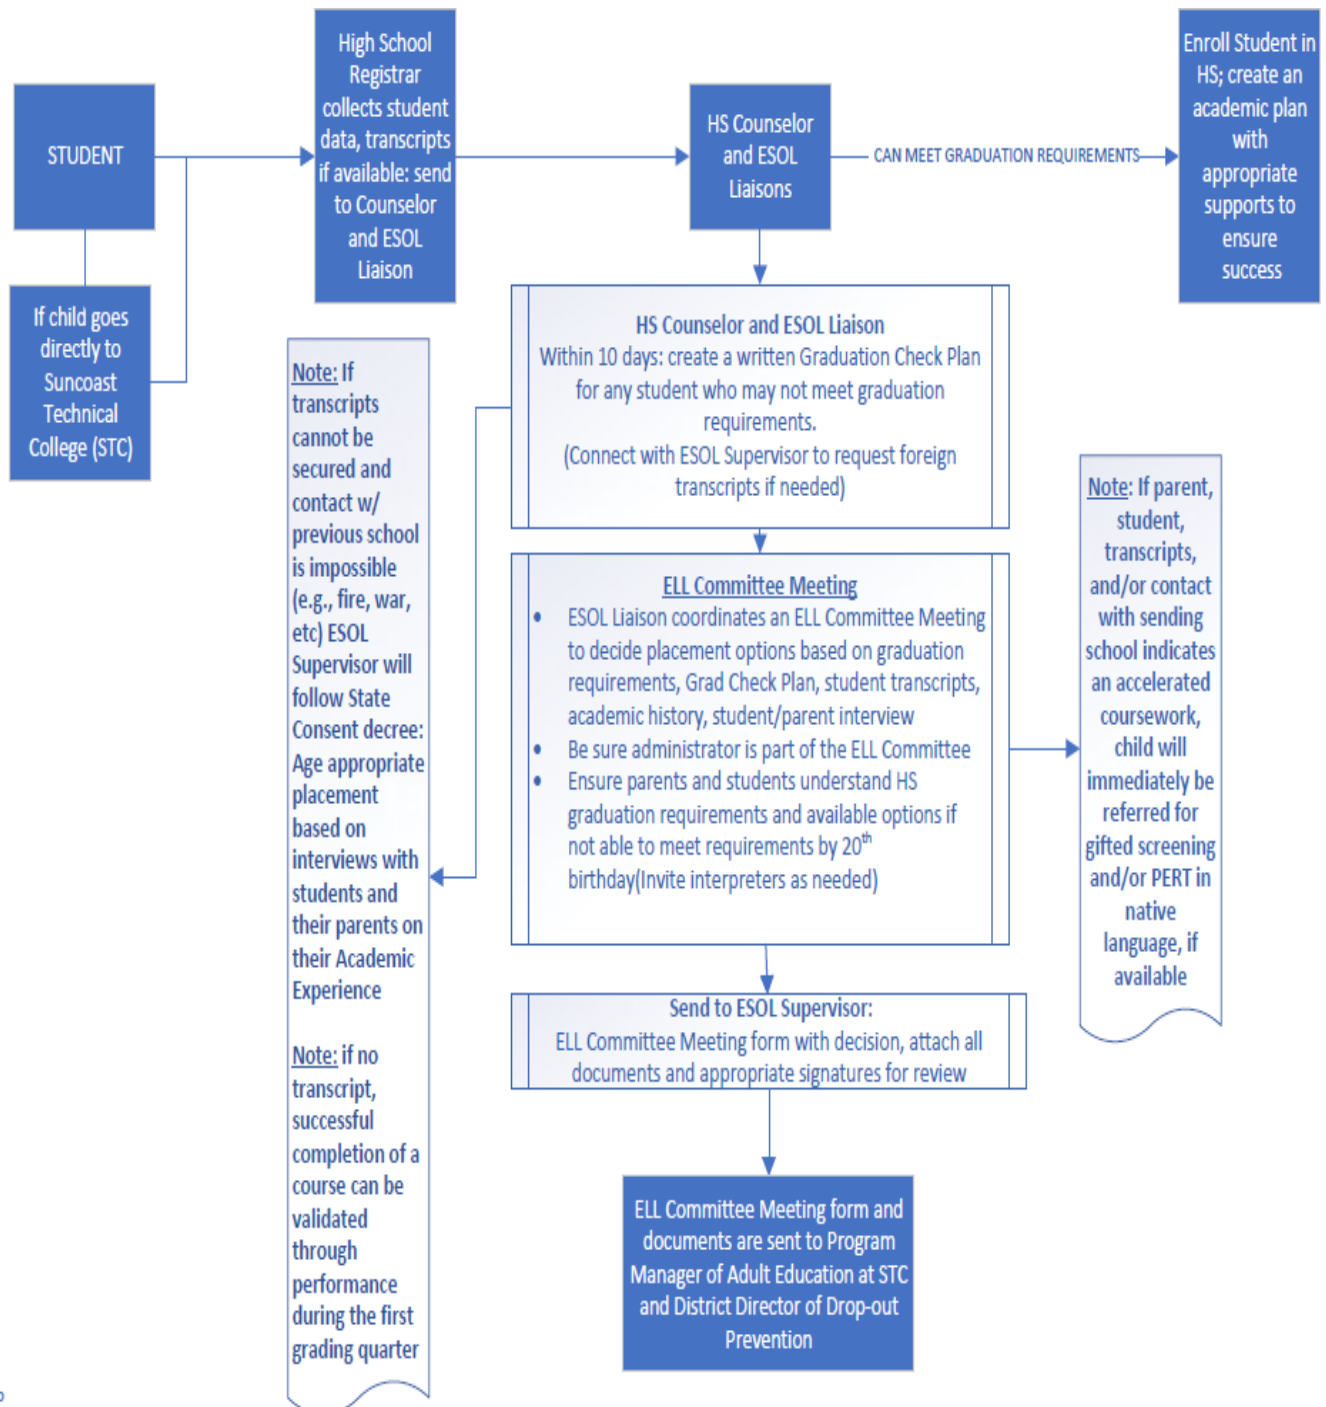 STUDENT
If child goes
directly to
Suncoast
Technical
College (STC)
High School
Registrar
collects student
data, transcripts
if available: send
to Counselor
and ESOL
Liaison
HS Counselor
and ESOL
Liaisons
CAN MEET GRADUATION REQUIREMENTS
Enroll Student in
HS; create an
academic plan
with
appropriate
supports to
ensure
success
HS Counselor and ESOL Liaison
Within 10 days: create a written Graduation Check Plan
for any student who may not meet graduation
requirements.
(Connect with ESOL Supervisor to request foreign
transcripts if needed)
Note: If
transcripts
cannot be
secured and
contact w/
previous school
is impossible
(e.g., fire, war,
etc) ESOL
Supervisor will
follow State
Consent decree:
Age appropriate
placement
based on
interviews with
students and
their parents on
their Academic
Experience
Note: if no
transcript,
successful
completion of a
course can be
validated
through
performance
during the first
grading quarter
ELL Committee Meeting
• ESOL Liaison coordinates an ELL Committee Meeting
to decide placement options based on graduation
requirements, Grad Check Plan, student transcripts,
academic history, student/parent interview
• Be sure administrator is part of the ELL Committee
• Ensure parents and students understand HS
graduation requirements and available options if
not able to meet requirements by 20th
birthday(Invite interpreters as needed)
Note: If parent,
student,
transcripts,
and/or contact
with sending
school indicates
an accelerated
coursework,
child will
immediately be
referred for
gifted screening
and/or PERT in
native
language, if
available
Send to ESOL Supervisor:
ELL Committee Meeting form with decision, attach all
documents and appropriate signatures for review
ELL Committee Meeting form and
documents are sent to Program
Manager of Adult Education at STC
and District Director of Drop-out
Prevention